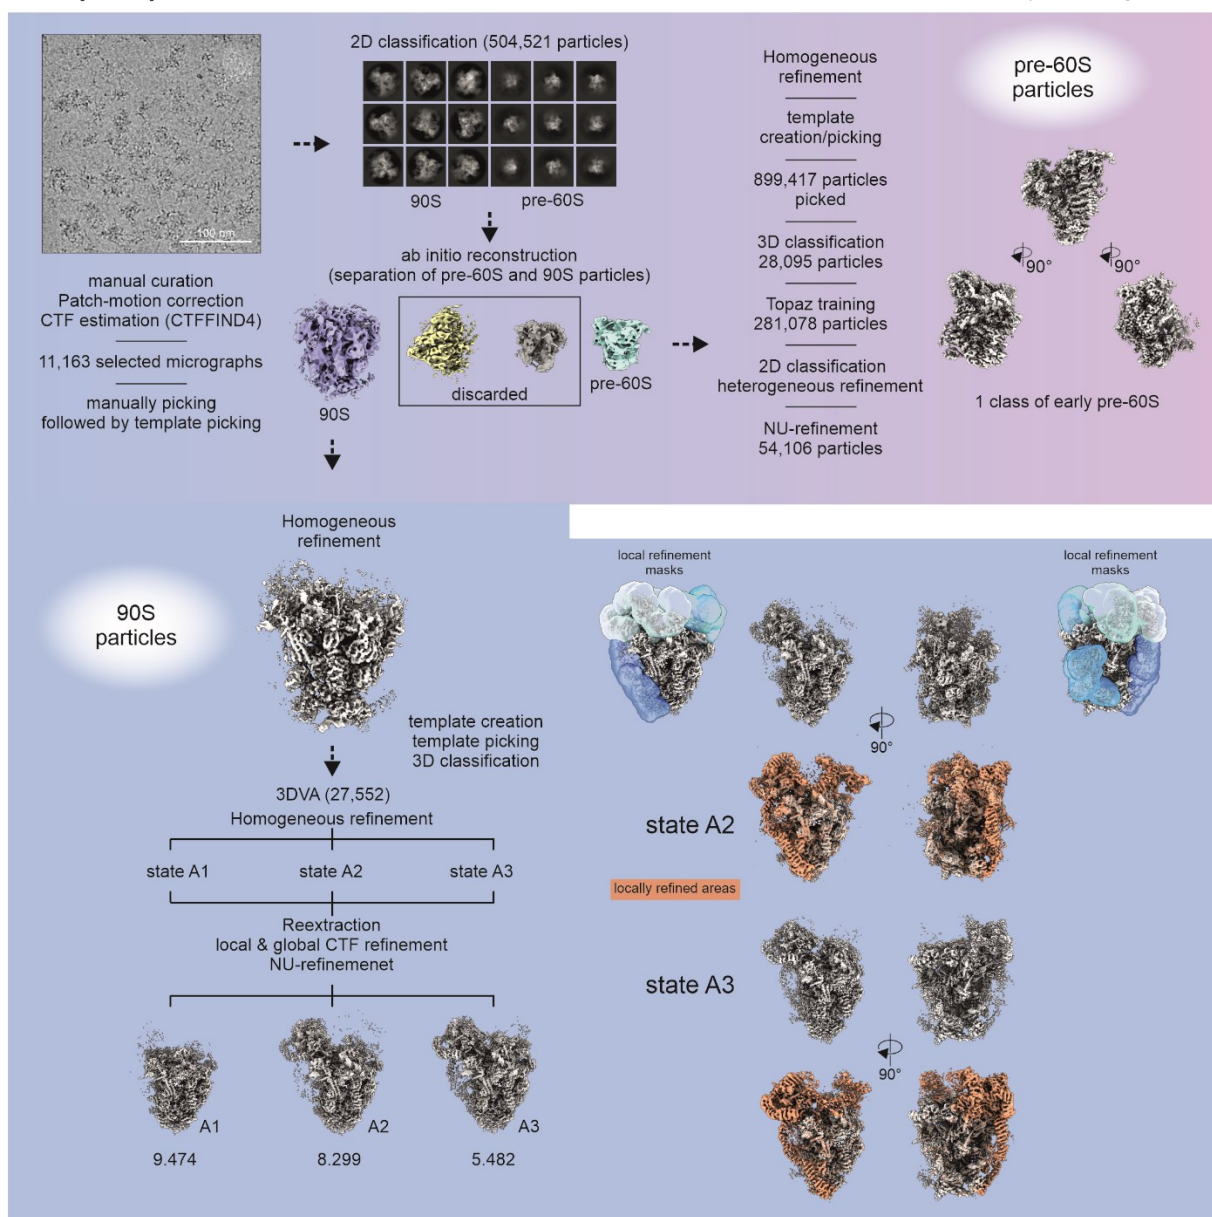 2D classification (504,521 particles)
100 nm
90S
pre-60S
manual curation
Patch-motion correction
CTF estimation (CTFFIND4)
11,163 selected micrographs
manually picking
followed by template picking
ab initio reconstruction
(separation of pre-60S and 90S particles)
90S
discarded
pre-60S
Homogeneous
refinement
template
creation/picking
899,417 particles
picked
3D classification
28,095 particles
Topaz training
281,078 particles
2D classification
heterogeneous refinement
NU-refinement
54,106 particles
pre-60S
particles
90°
90°
1 class of early pre-60S
90S
particles
Homogeneous
refinement
template creation
template picking
3D classification
3DVA (27,552)
Homogeneous refinement
state A1
state A2
state A3
Reextraction
local & global CTF refinement
NU-refinemenet
A1
A2
A3
9.474
8.299
5.482
local refinement
masks
local refinement
masks
90°
state A2
locally refined areas
state A3
90°